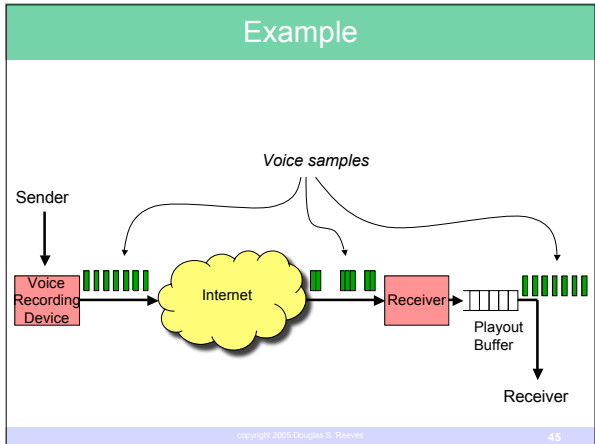 Example
Voice samples
Sender
Voice
Recording
Device
Internet
Receiver
Playout
Buffer
Receiver
copyright 2005 Douglas S. Reeves
45